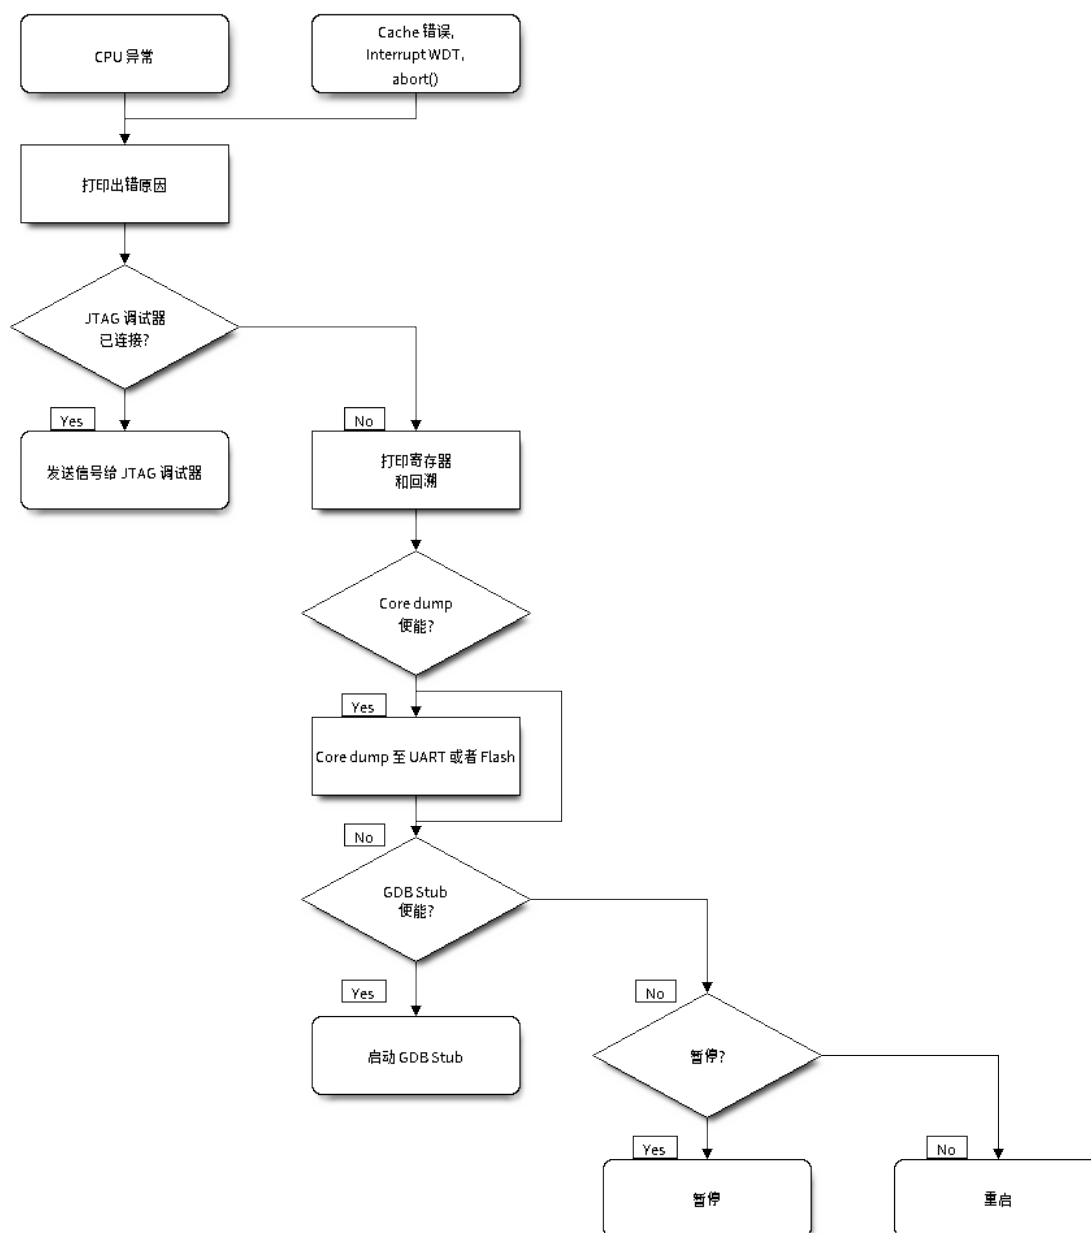 CPU 异常
Cache 错误,
Interrupt WDT,
abort()
打印出错原因
JTAG 调试器
已连接?
Yes
No
发送信号给 JTAG 调试器
打印寄存器
和回溯
Core dump
便能?
Yes
Core dump 至 UART 或者 Flash
No
GDB Stub
便能?
Yes
No
启动 GDB Stub
暂停?
Yes
No
暂停
重启